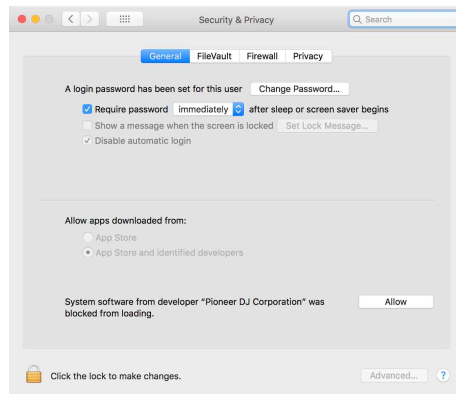 Security & Privacy
Search
General FileVault Firewall Privacy
A login password has been set for this user Change Password...
Require password immediately after sleep or screen saver begins
Show a message when the screen is locked Set Lock Message...
Disable automatic login
Allow apps downloaded from:
App Store
App Store and identified developers
System software from developer “Pioneer DJ Corporation” was Allow
blocked from loading.
Click the lock to make changes. Advanced... ?